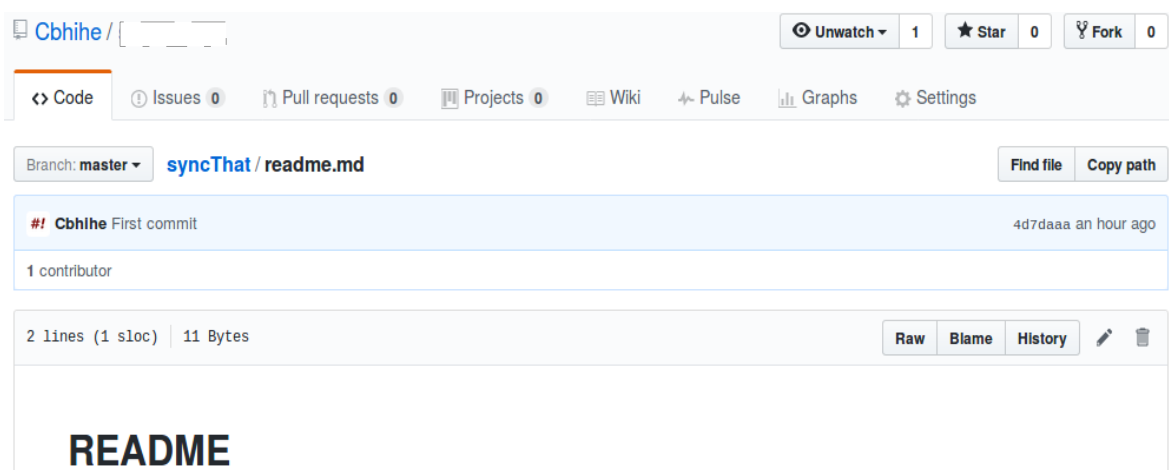 Cbhihe /
Unwatch 1 Star 0 Fork 0
Code Issues 0 Pull requests 0 Projects 0 Wiki Pulse Graphs Settings
Branch: master syncThat / readme.md Find file Copy path
#! Cbhihe First commit 4d7daaa an hour ago
1 contributor
2 lines (1 sloc) 11 Bytes Raw Blame History
README